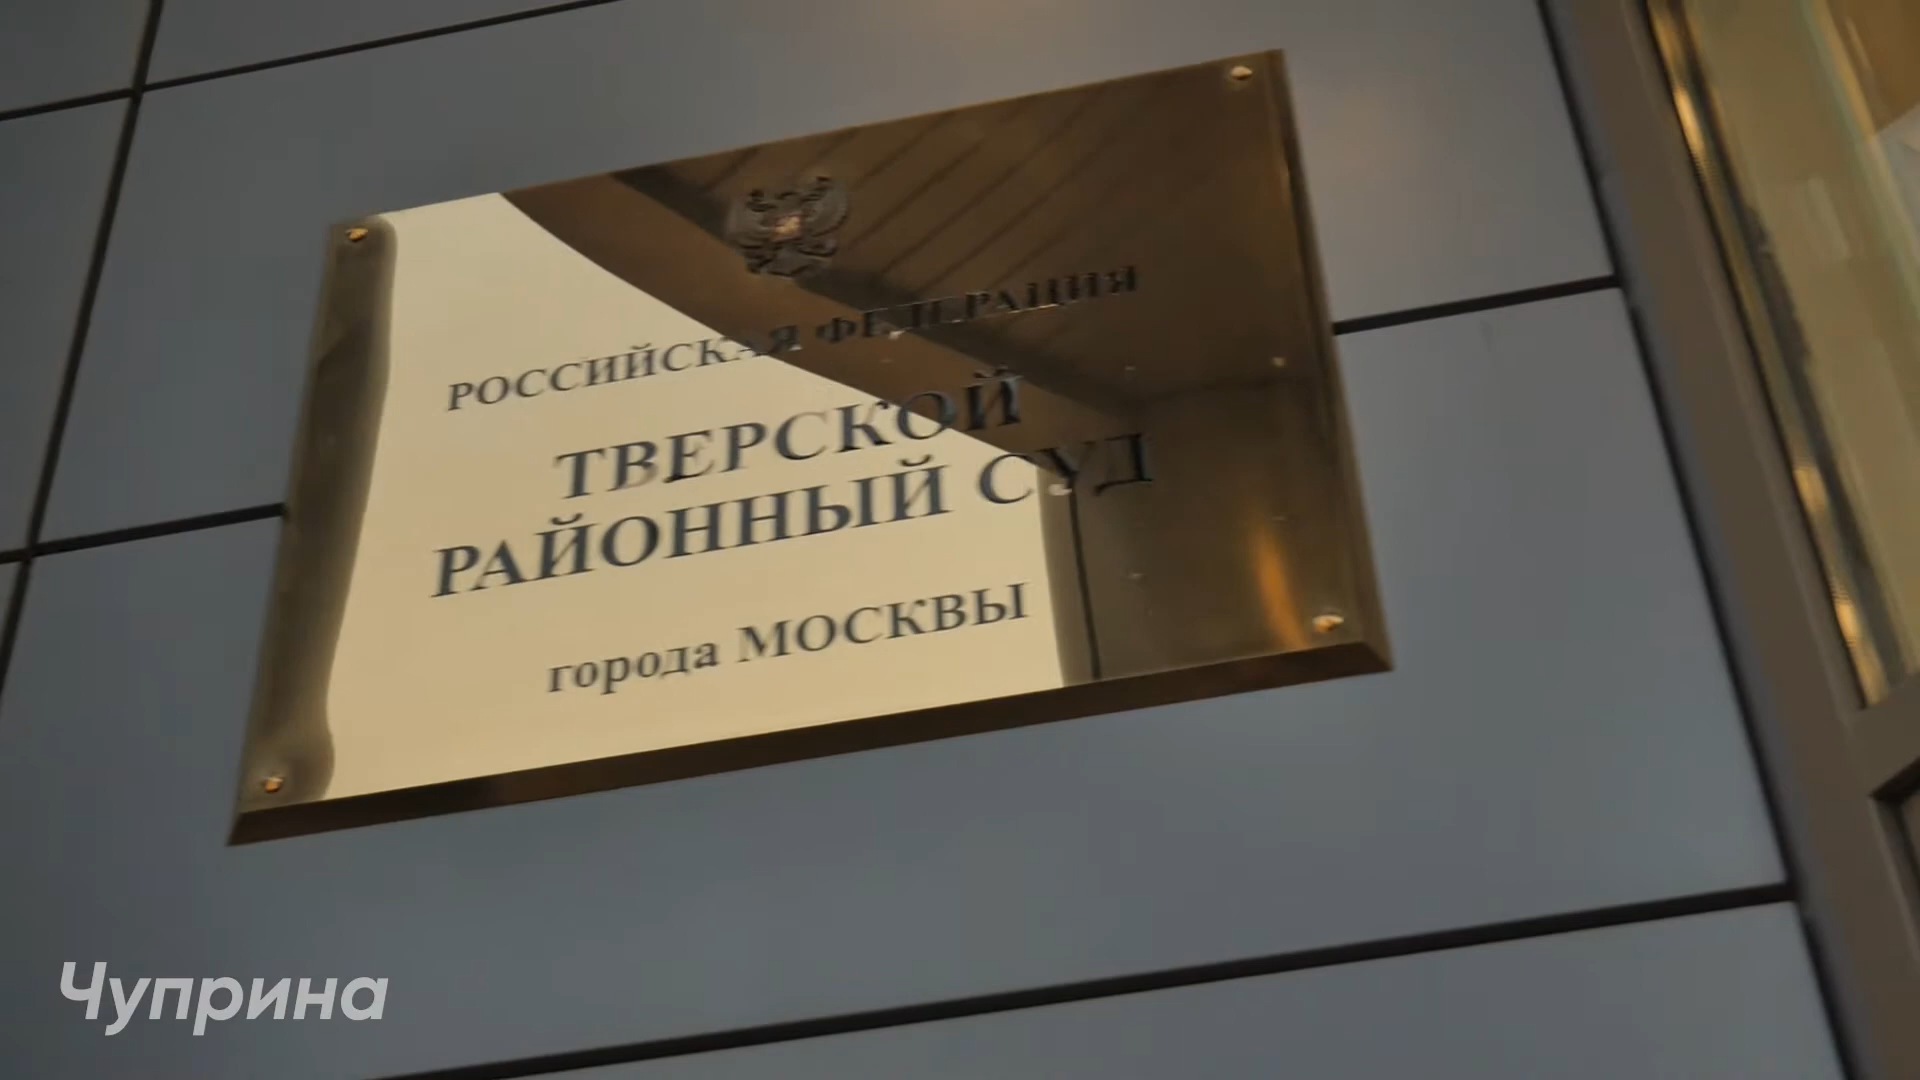 РОССИЙСКАЯ ФЕДЕРАЦИЯ
ТВЕРСКОЙ
РАЙОННЫЙ СУД
города МОСКВЫ
Чуприна